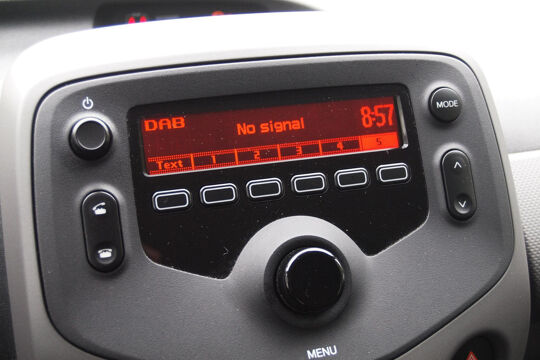 DAB No signal 8:57
Text 1 2 3 4 5
MODE
MENU